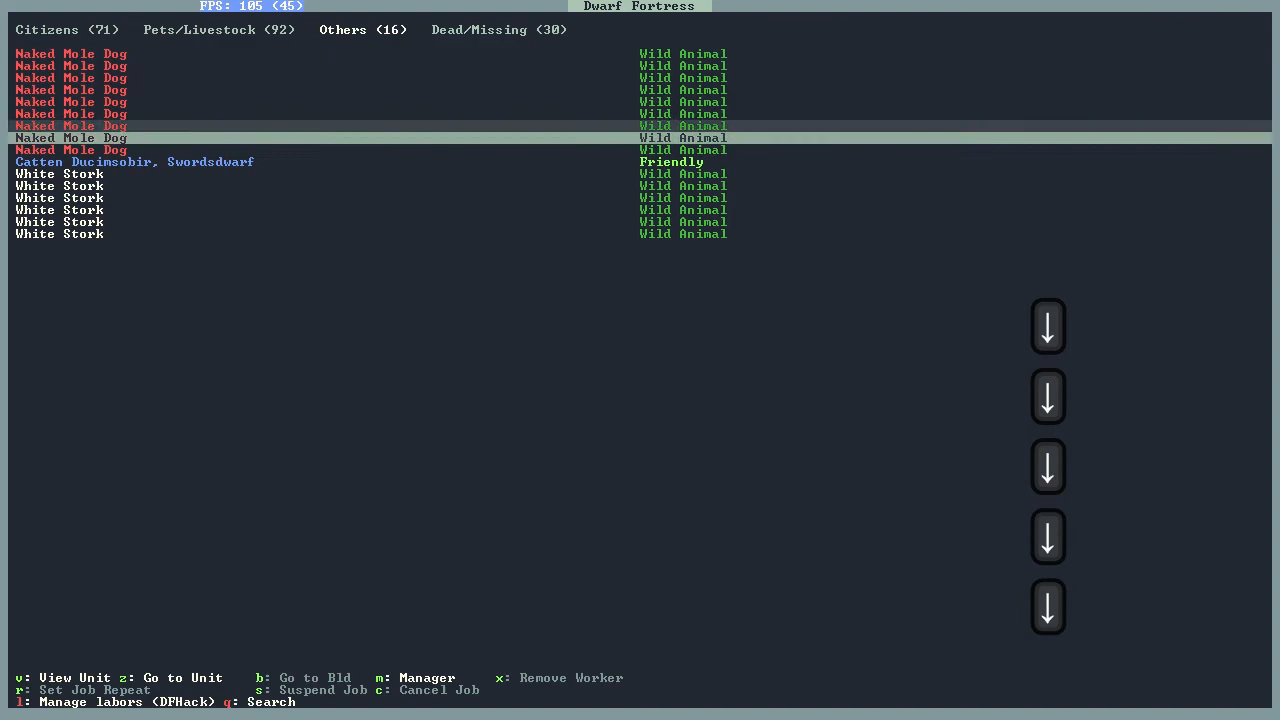 FPS: 105 (45) Dwarf Fortress
Citizens (71) Pets/Livestock (92) Others (16) Dead/Missing (30)
Naked Mole Dog Wild Animal
Naked Mole Dog Wild Animal
Naked Mole Dog Wild Animal
Naked Mole Dog Wild Animal
Naked Mole Dog Wild Animal
Naked Mole Dog Wild Animal
Naked Mole Dog Wild Animal
Naked Mole Dog Wild Animal
Naked Mole Dog Wild Animal
Catten Ducimsobir, Swordsdwarf Friendly
White Stork Wild Animal
White Stork Wild Animal
White Stork Wild Animal
White Stork Wild Animal
White Stork Wild Animal
White Stork Wild Animal
↓
↓
↓
↓
↓
v: View Unit z: Go to Unit b: Go to Bld m: Manager x: Remove Worker
r: Set Job Repeat s: Suspend Job c: Cancel Job
l: Manage labors (DFHack) q: Search